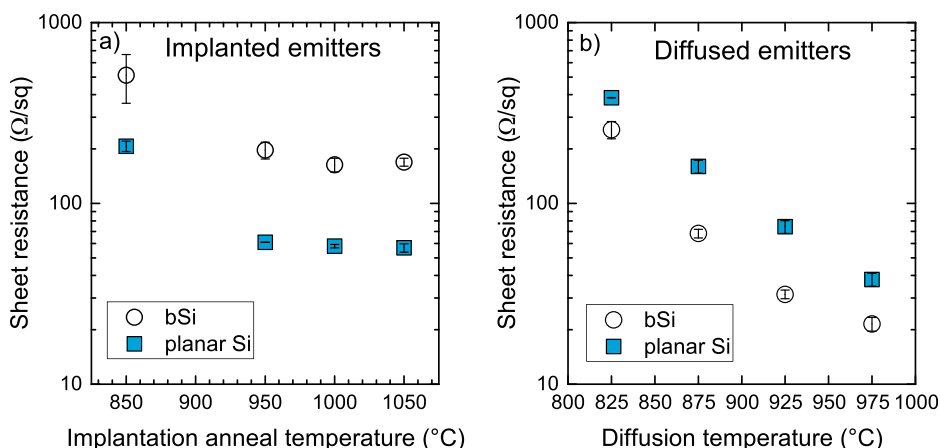 a)
Implanted emitters
Sheet resistance (Ω/sq)
1000
100
10
bSi
planar Si
850 900 950 1000 1050
Implantation anneal temperature (°C)
b)
Diffused emitters
Sheet resistance (Ω/sq)
1000
100
10
bSi
planar Si
800 825 850 875 900 925 950 975 1000
Diffusion temperature (°C)